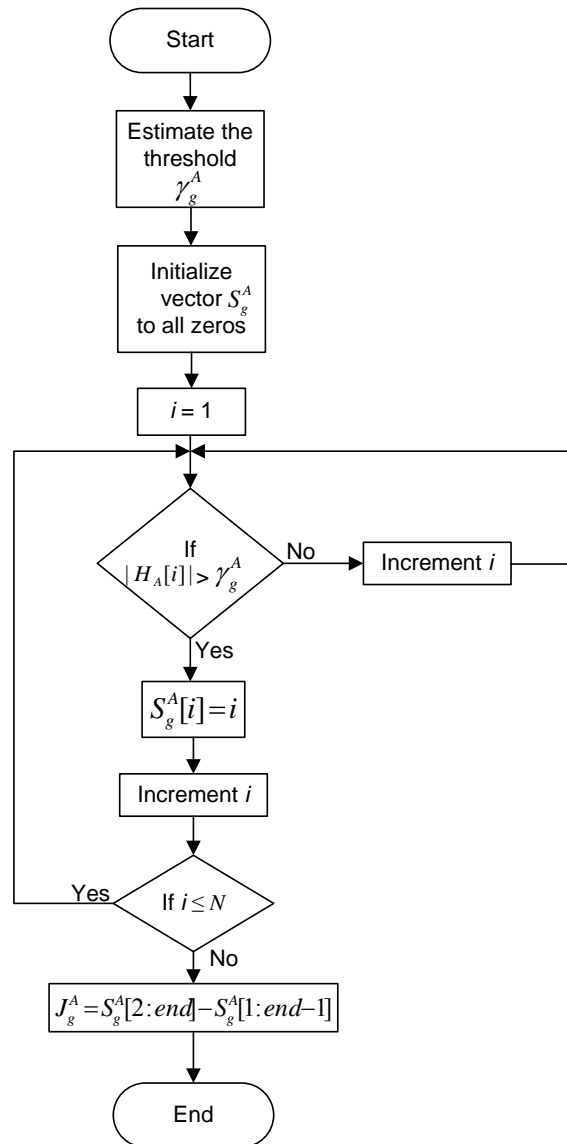 Start
Estimate the
threshold
γ_g^A
Initialize
vector S_g^A
to all zeros
i = 1
If
|H_A[i]| > γ_g^A
No
Increment i
Yes
S_g^A[i] = i
Increment i
Yes
If i ≤ N
No
J_g^A = S_g^A[2:end] − S_g^A[1:end−1]
End